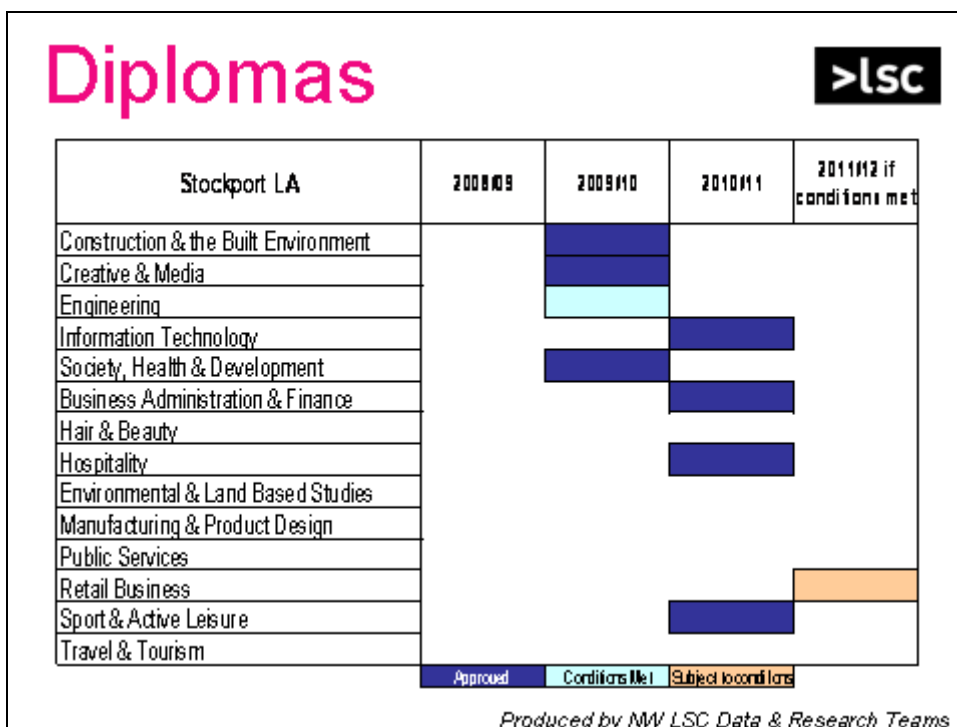 Diplomas
>lsc
Stockport LA
2008/09
2009/10
2010/11
2011/12 if
conditions met
Construction & the Built Environment
Creative & Media
Engineering
Information Technology
Society, Health & Development
Business Administration & Finance
Hair & Beauty
Hospitality
Environmental & Land Based Studies
Manufacturing & Product Design
Public Services
Retail Business
Sport & Active Leisure
Travel & Tourism
Approved
Conditions Met
Subject to conditions
Produced by NW LSC Data & Research Teams